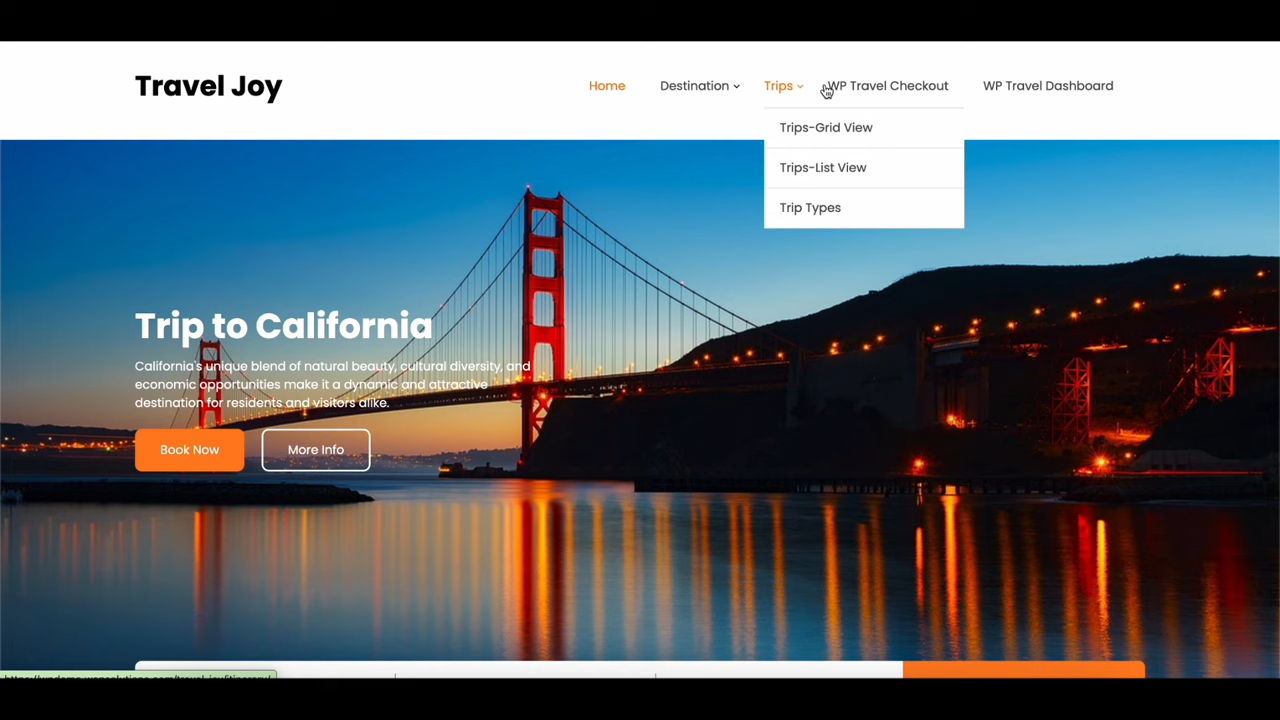 Travel Joy
Home
Destination
Trips
WP Travel Checkout
WP Travel Dashboard
Trips-Grid View
Trips-List View
Trip Types
Trip to California
California's unique blend of natural beauty, cultural diversity, and
economic opportunities make it a dynamic and attractive
destination for residents and visitors alike.
Book Now
More Info